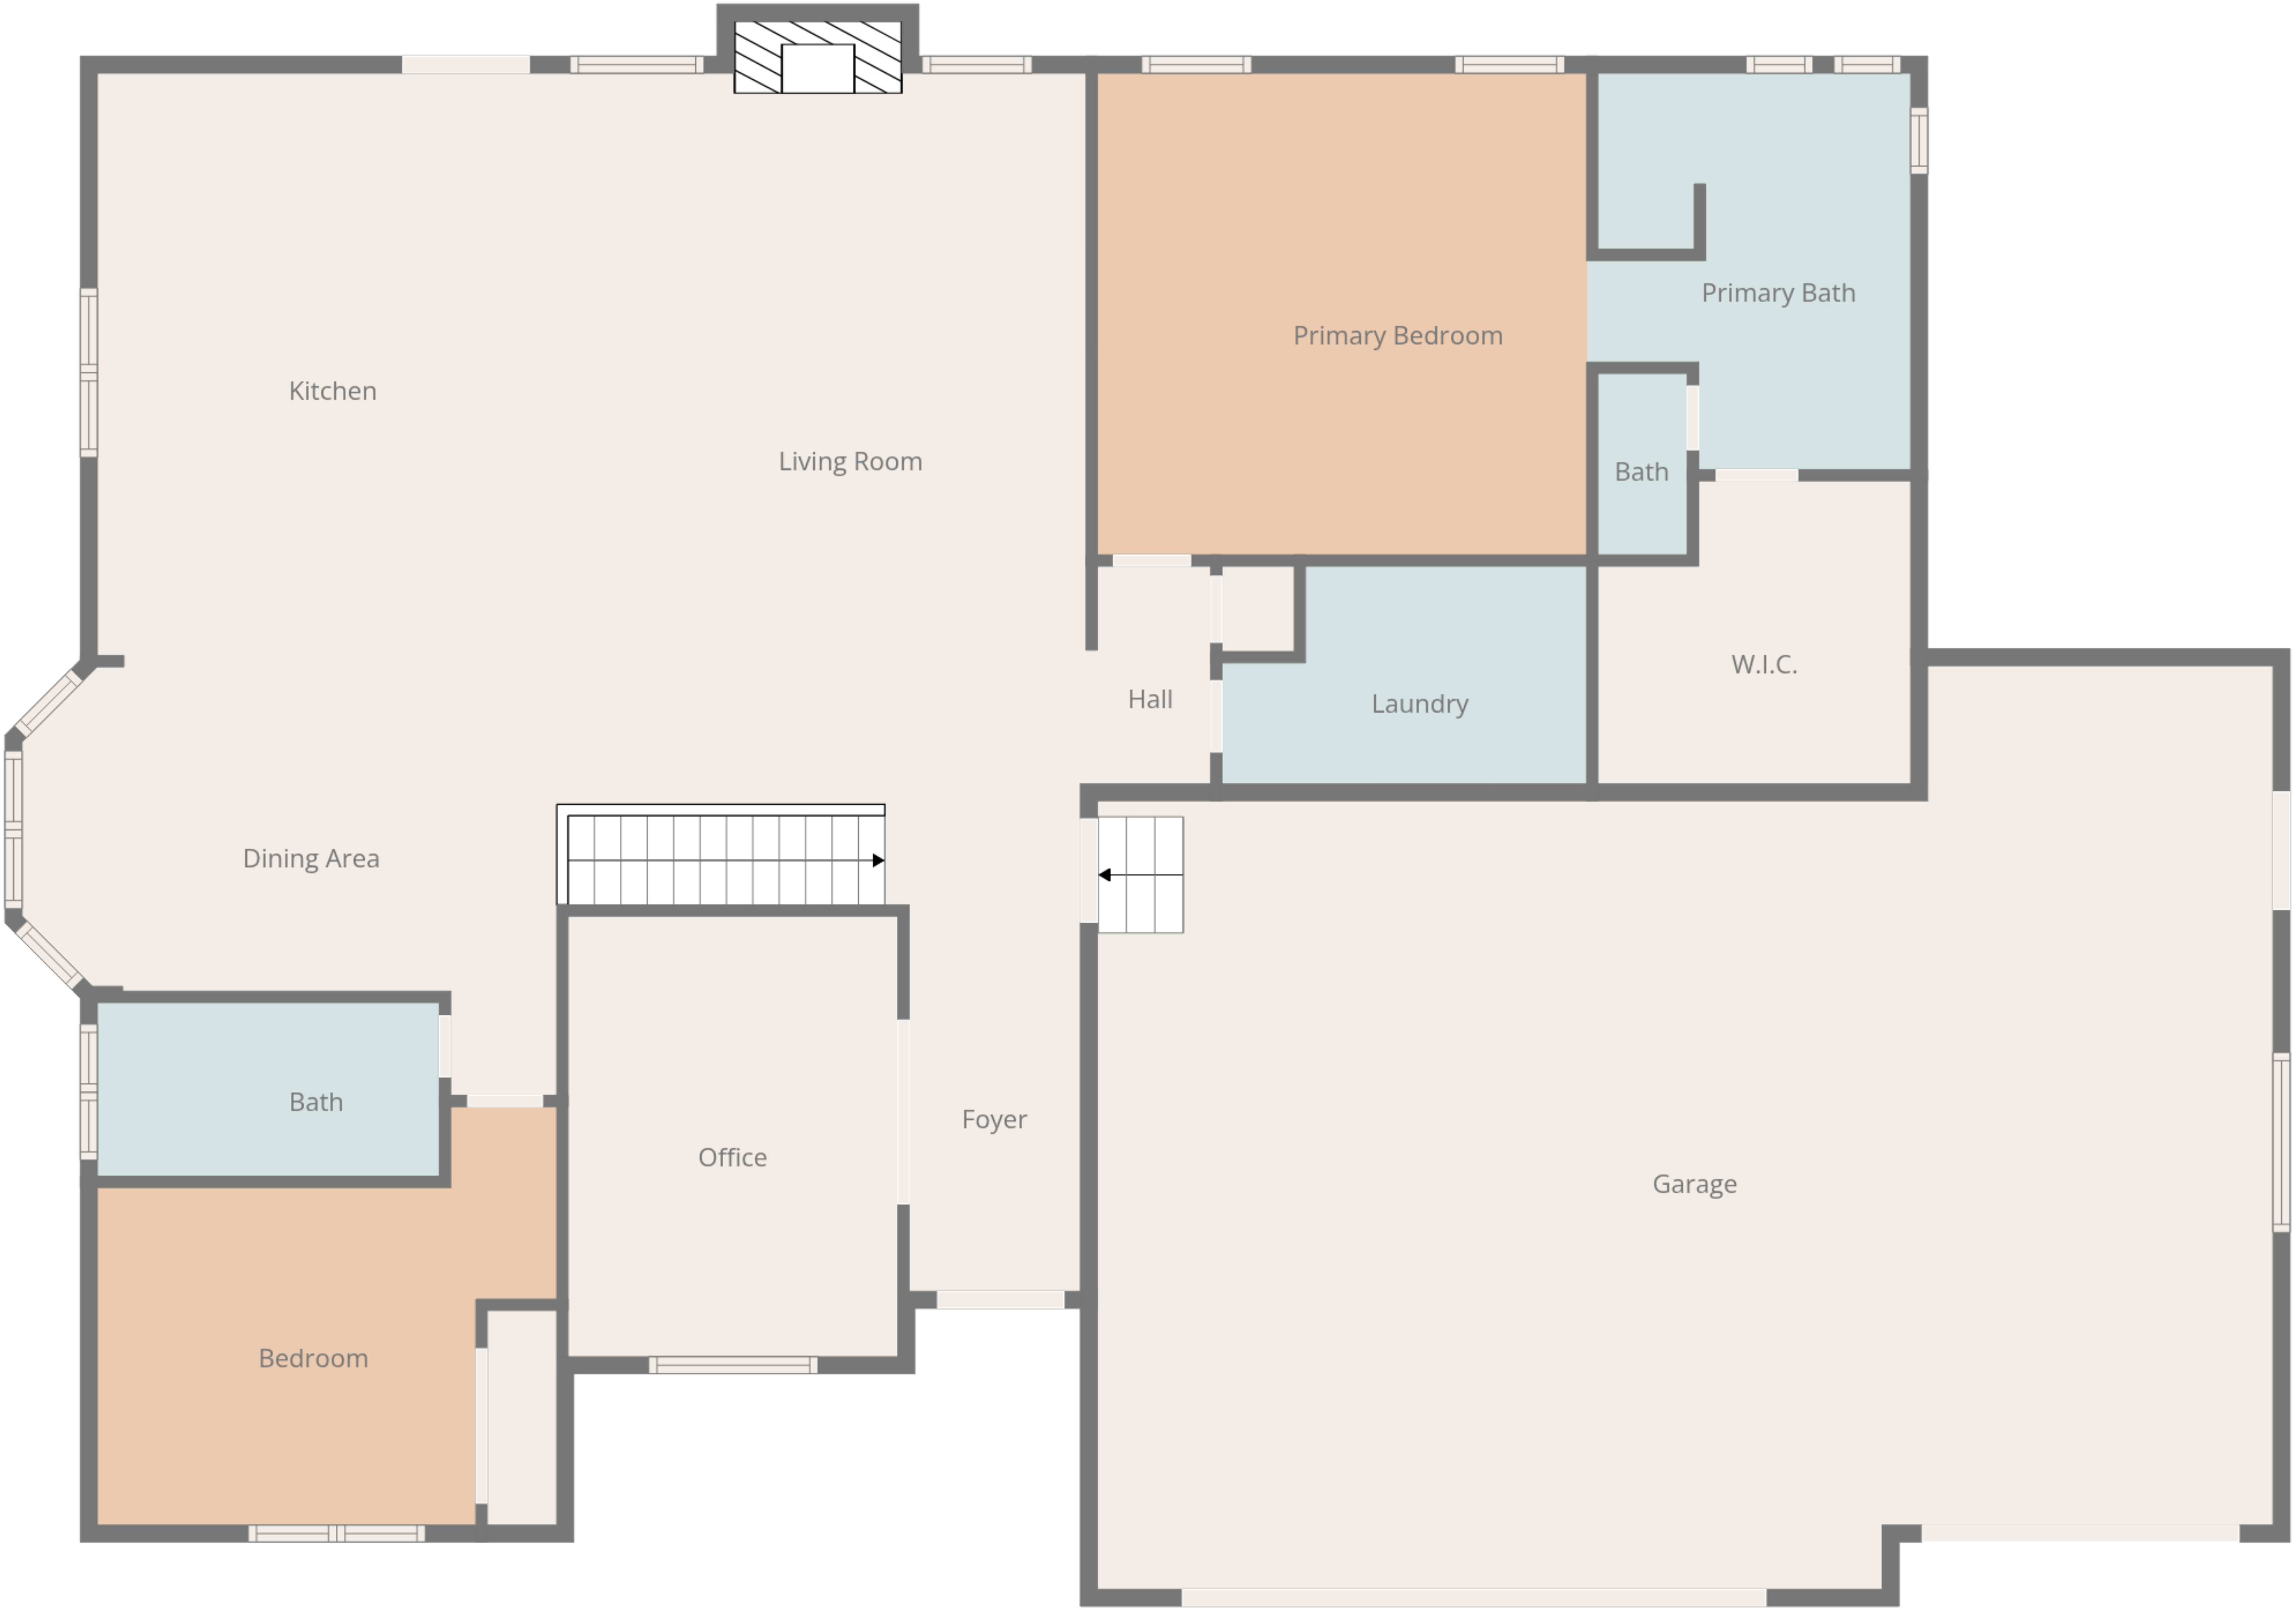 Primary Bath
Primary Bedroom
Kitchen
Living Room
Bath
W.I.C.
Hall
Laundry
Dining Area
Bath
Foyer
Office
Garage
Bedroom